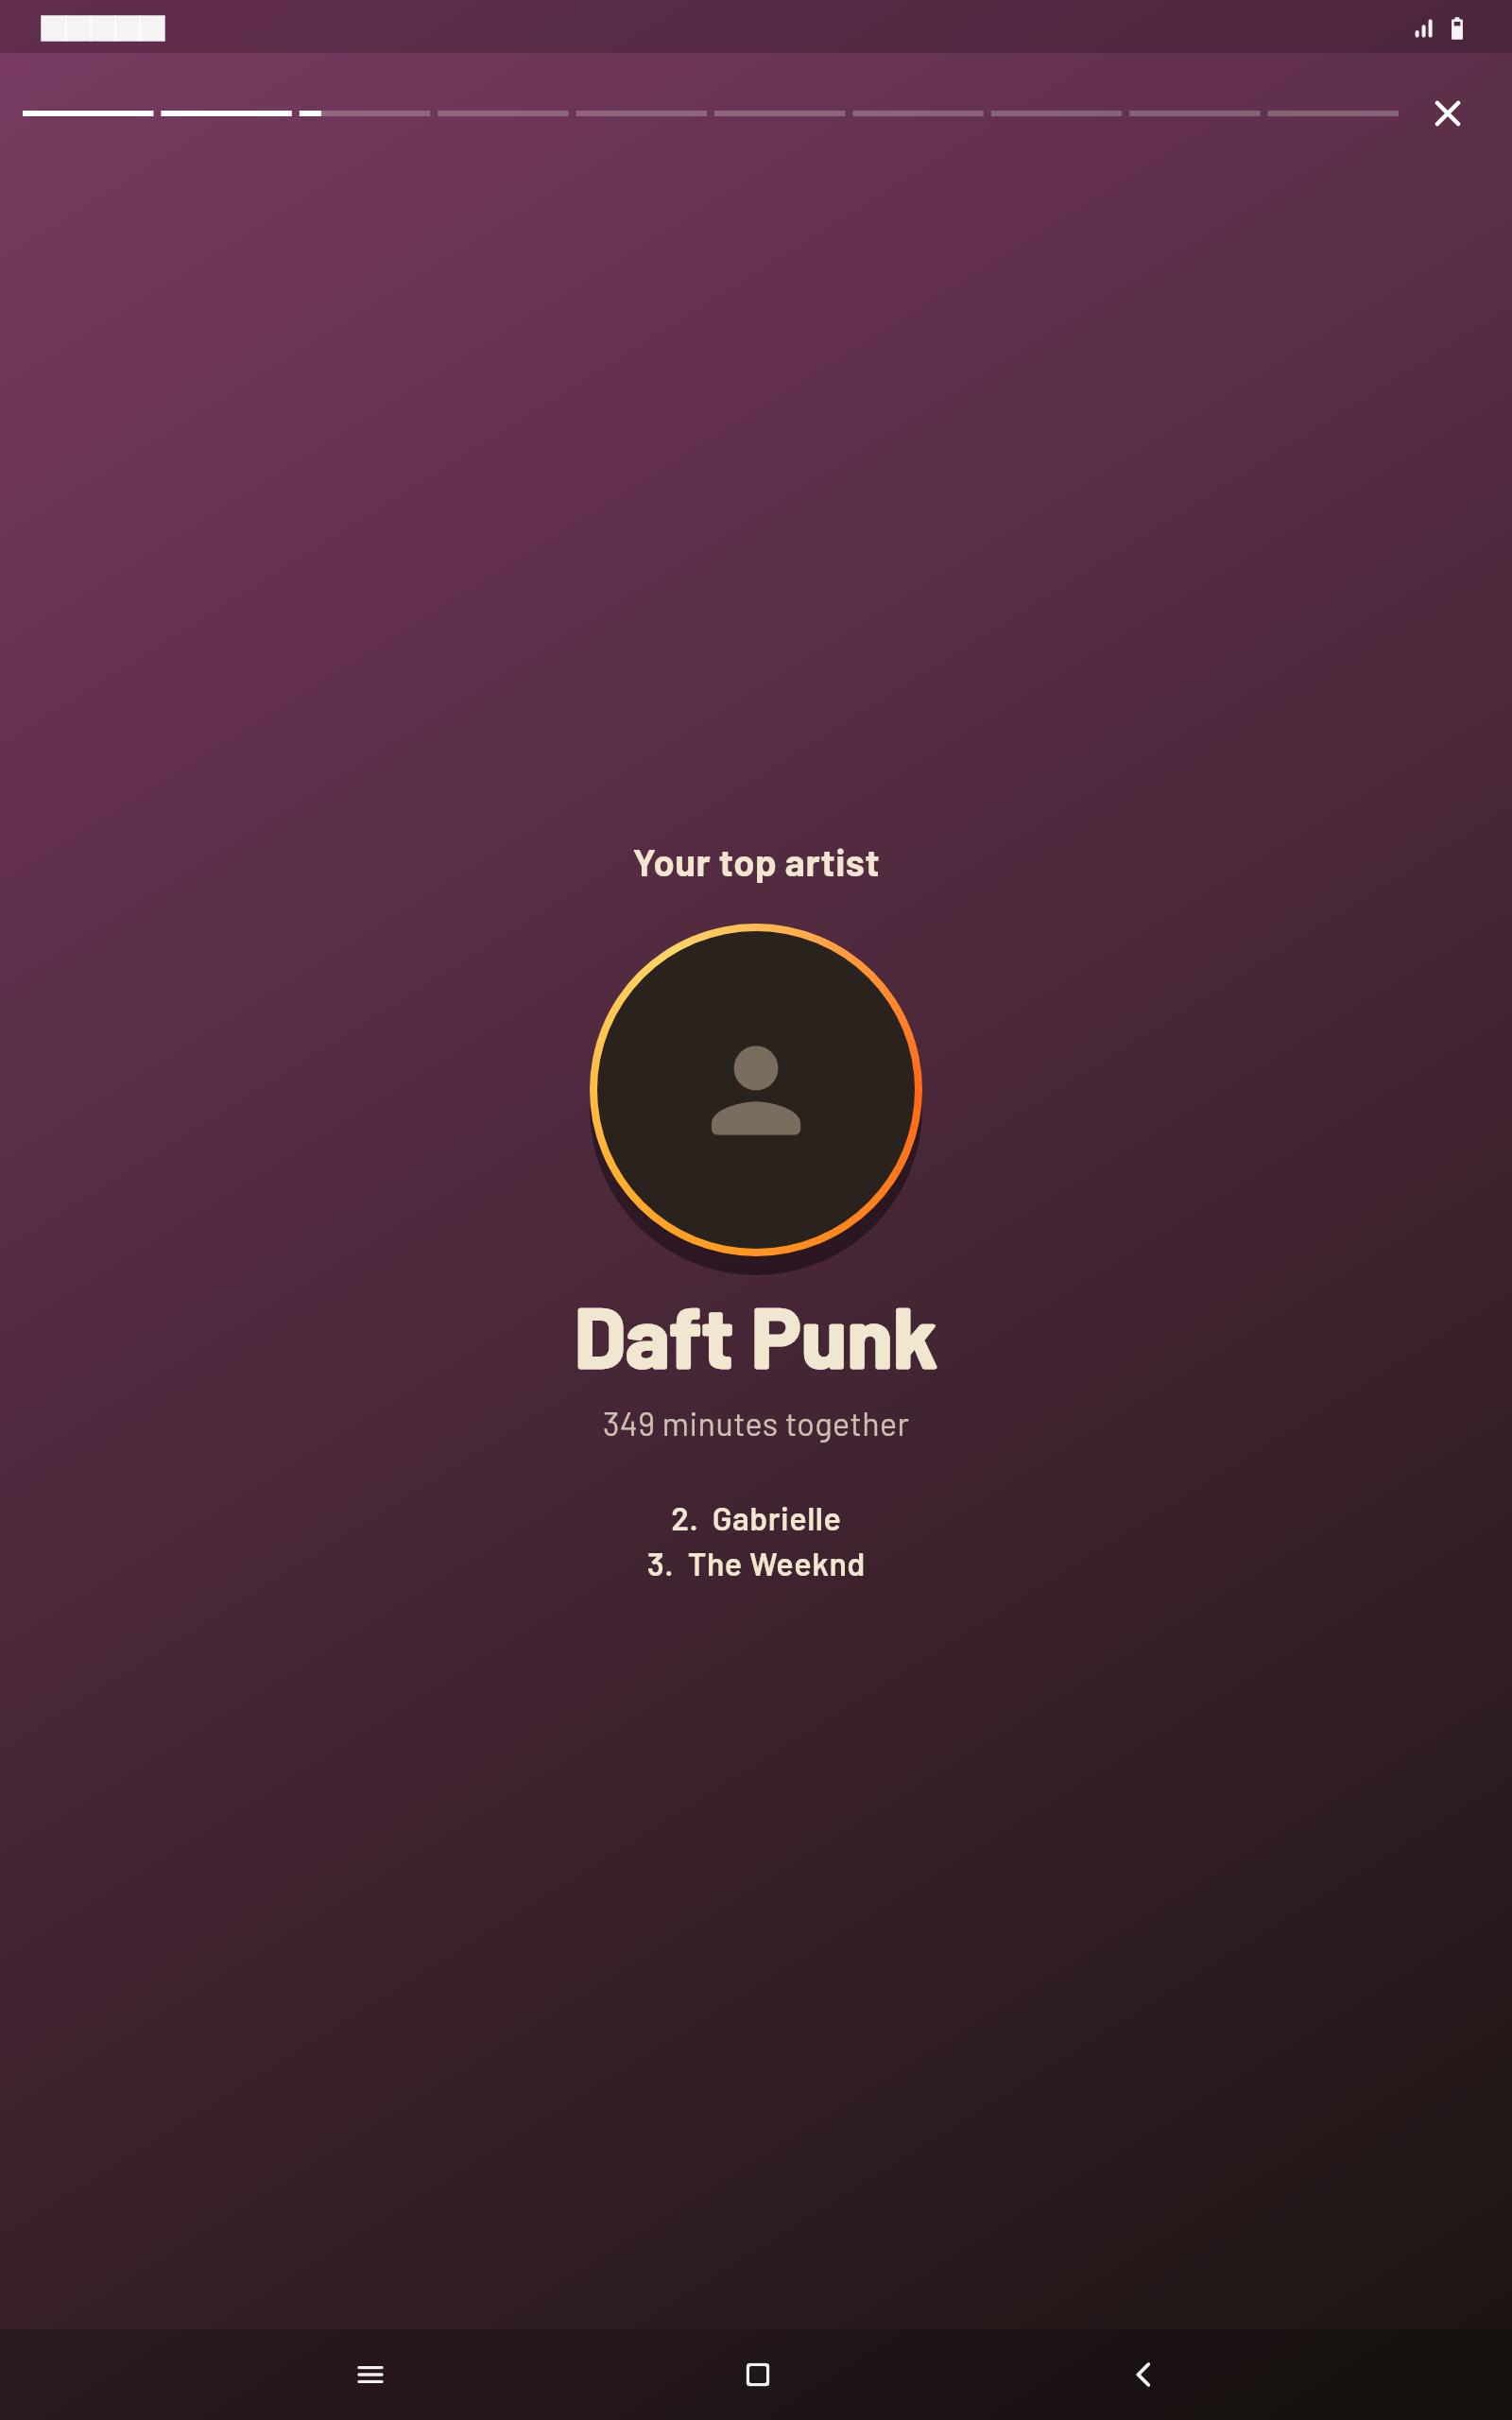 Your top artist
Daft Punk
349 minutes together
2. Gabrielle
3. The Weeknd